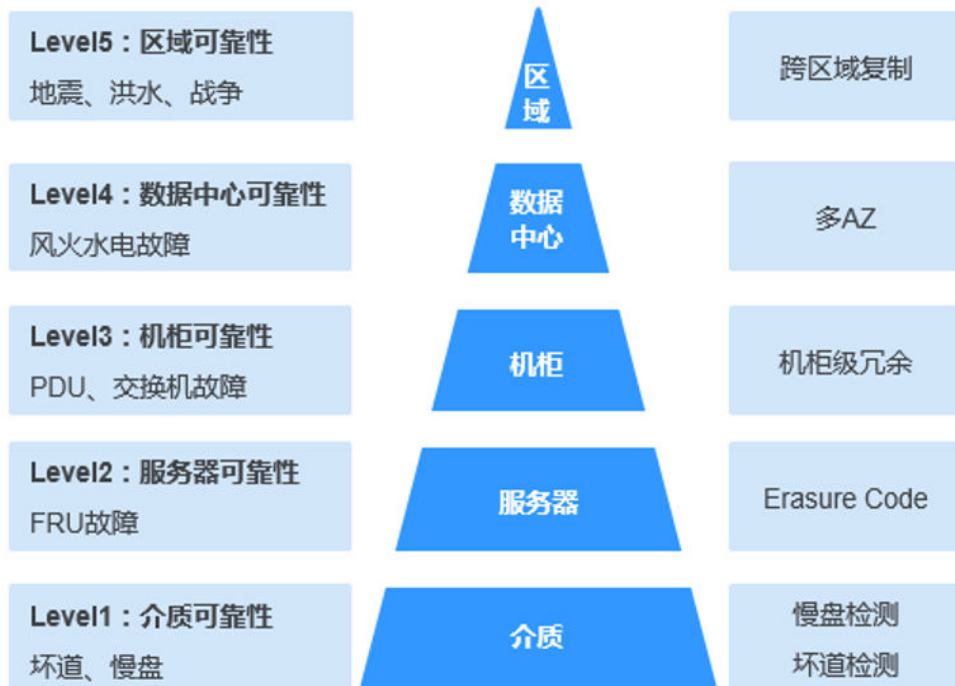 Level5：区域可靠性
地震、洪水、战争
区
域
跨区域复制
Level4：数据中心可靠性
风火水电故障
数据
中心
多AZ
Level3：机柜可靠性
PDU、交换机故障
机柜
机柜级冗余
Level2：服务器可靠性
FRU故障
服务器
Erasure Code
Level1：介质可靠性
坏道、慢盘
介质
慢盘检测
坏道检测